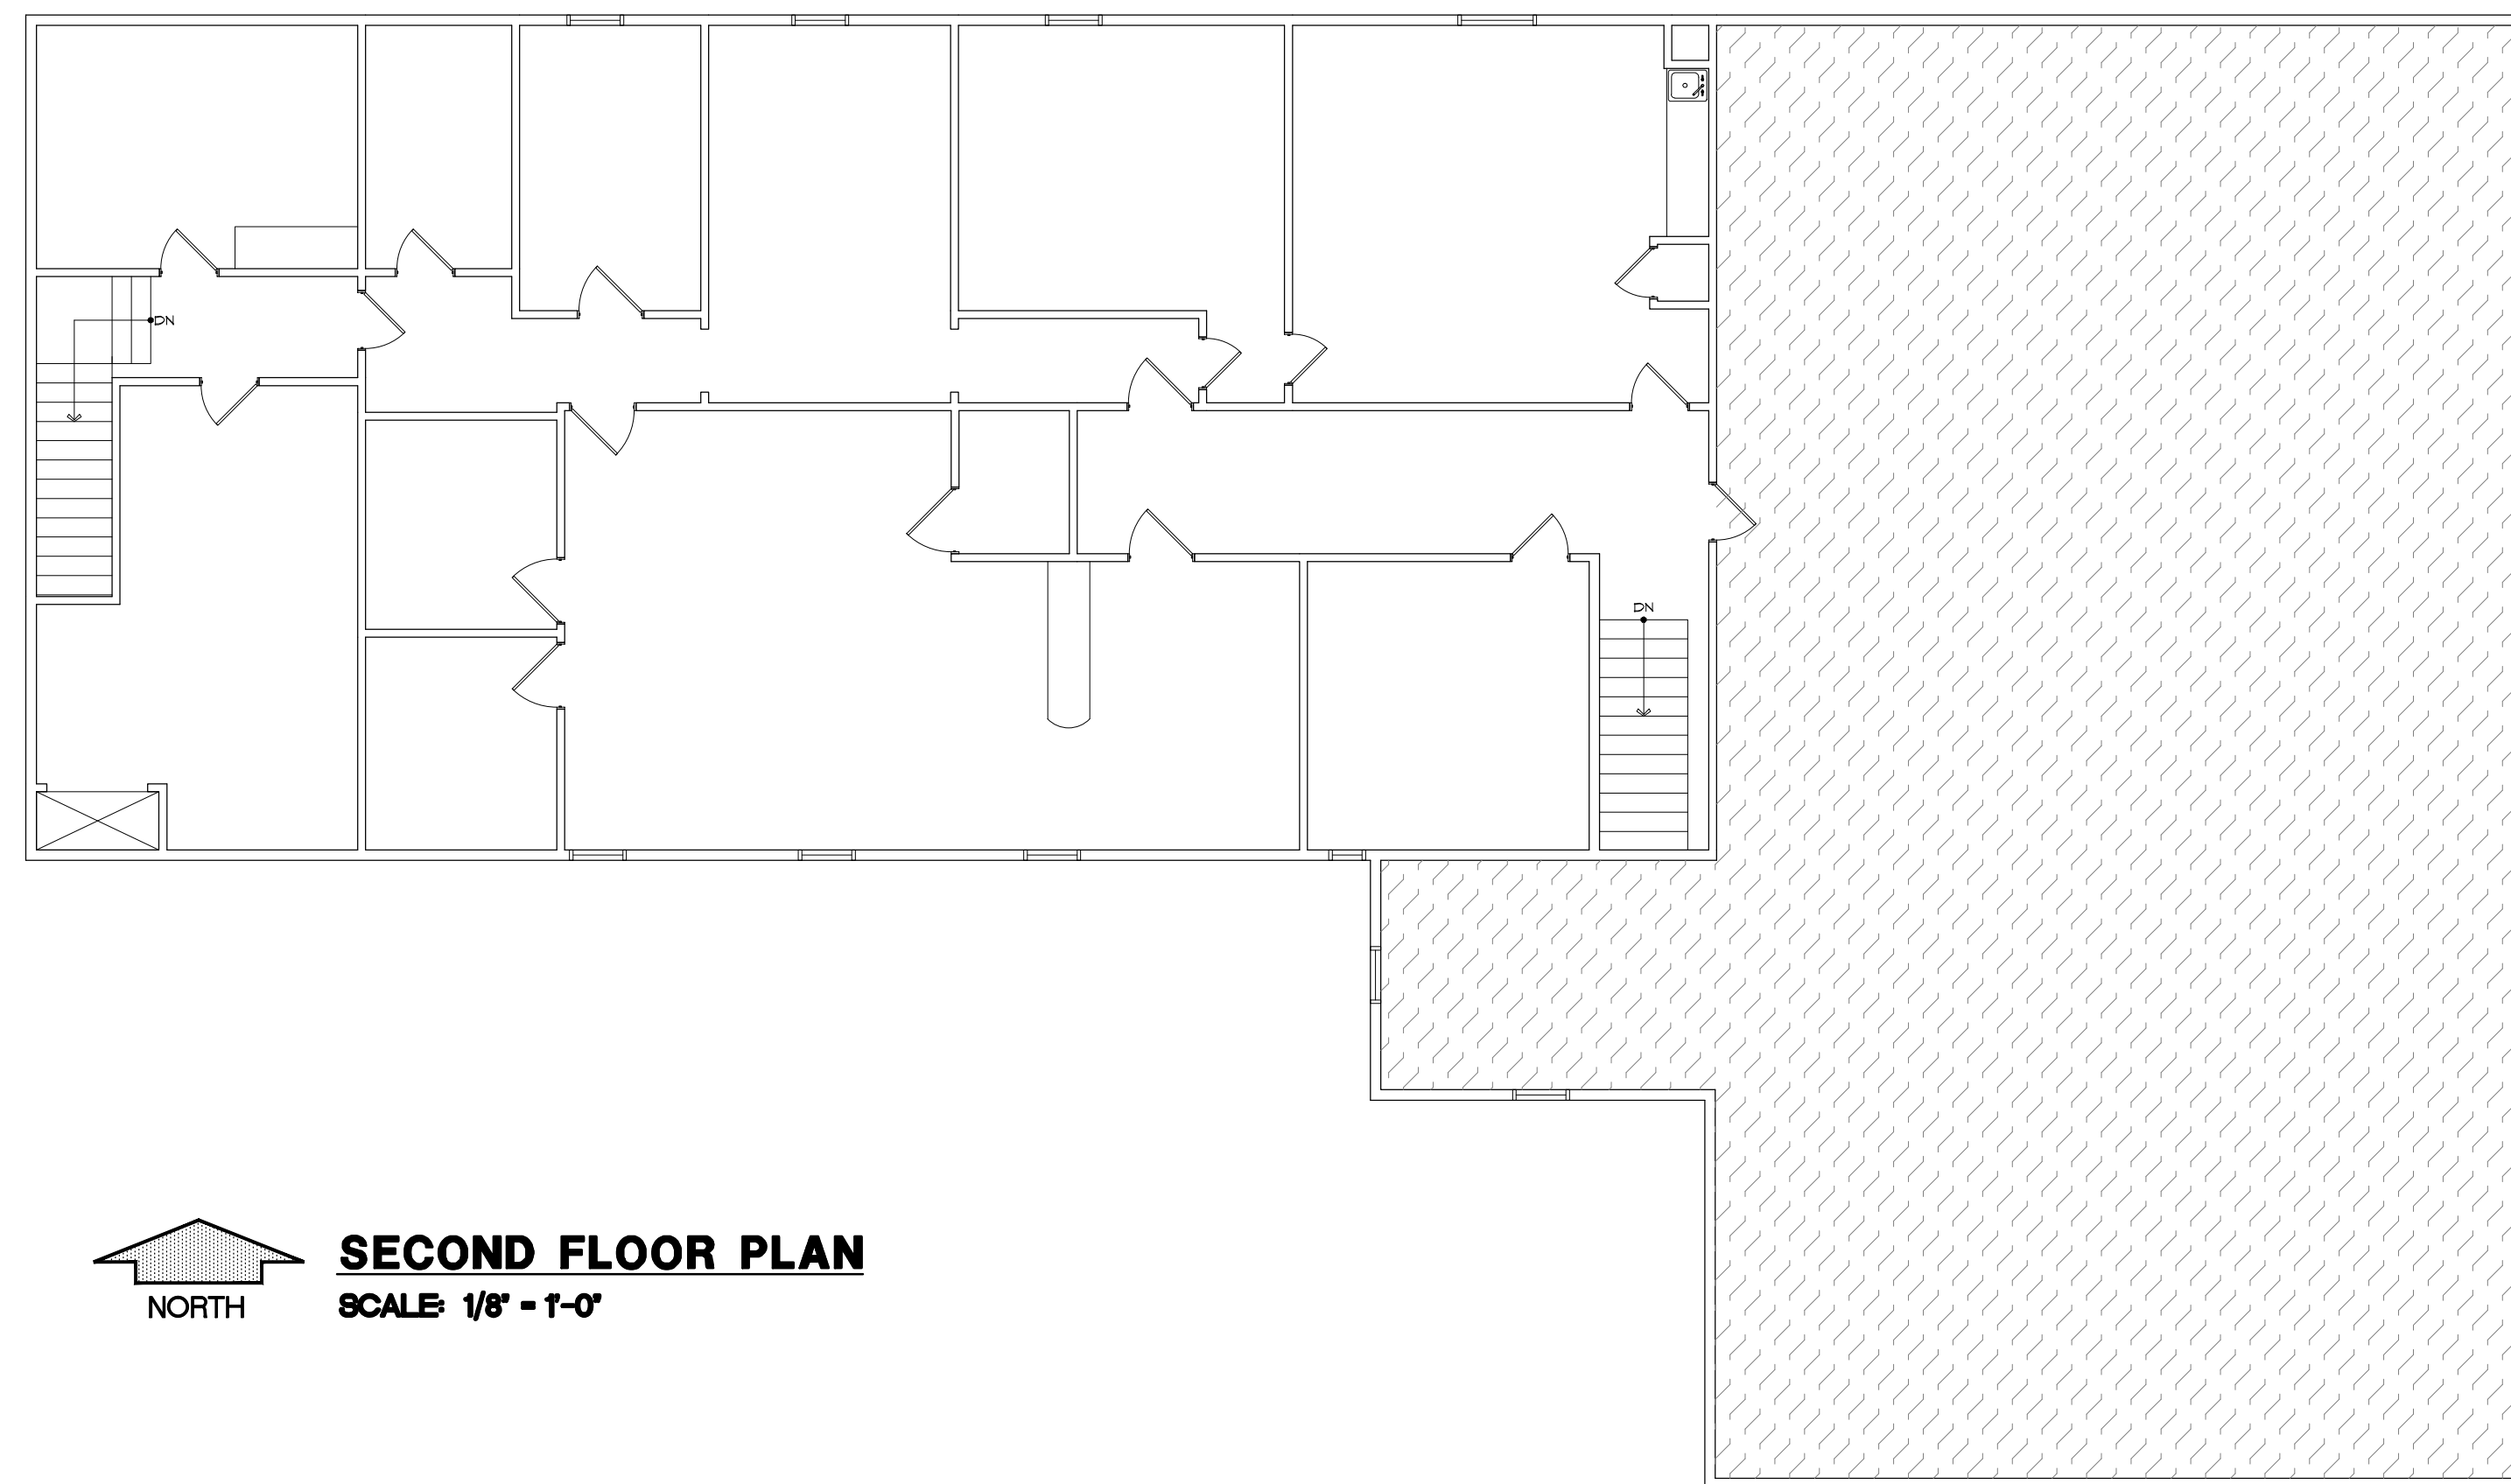 DN
DN
SECOND FLOOR PLAN
SCALE: 1/8" = 1'-0"
NORTH